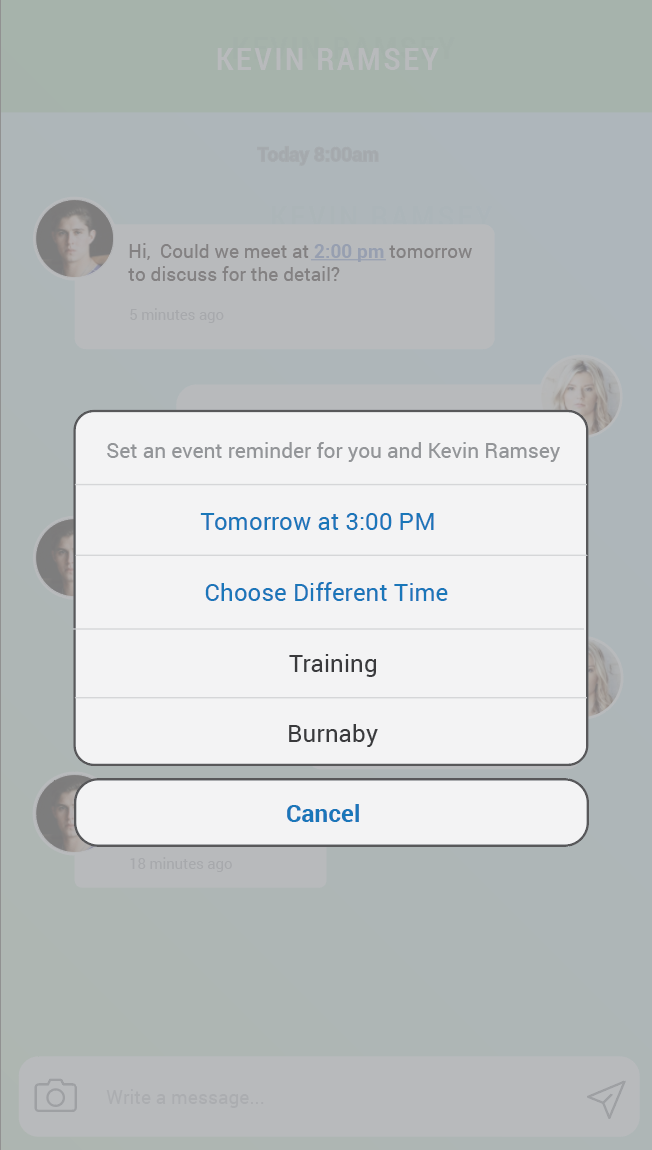 KEVIN RAMSEY
Today 8:00am
Hi,  Could we meet at 2:00 pm tomorrow
to discuss for the detail?
5 minutes ago
Set an event reminder for you and Kevin Ramsey
Tomorrow at 3:00 PM
Choose Different Time
Training
Burnaby
Cancel
18 minutes ago
Write a message...